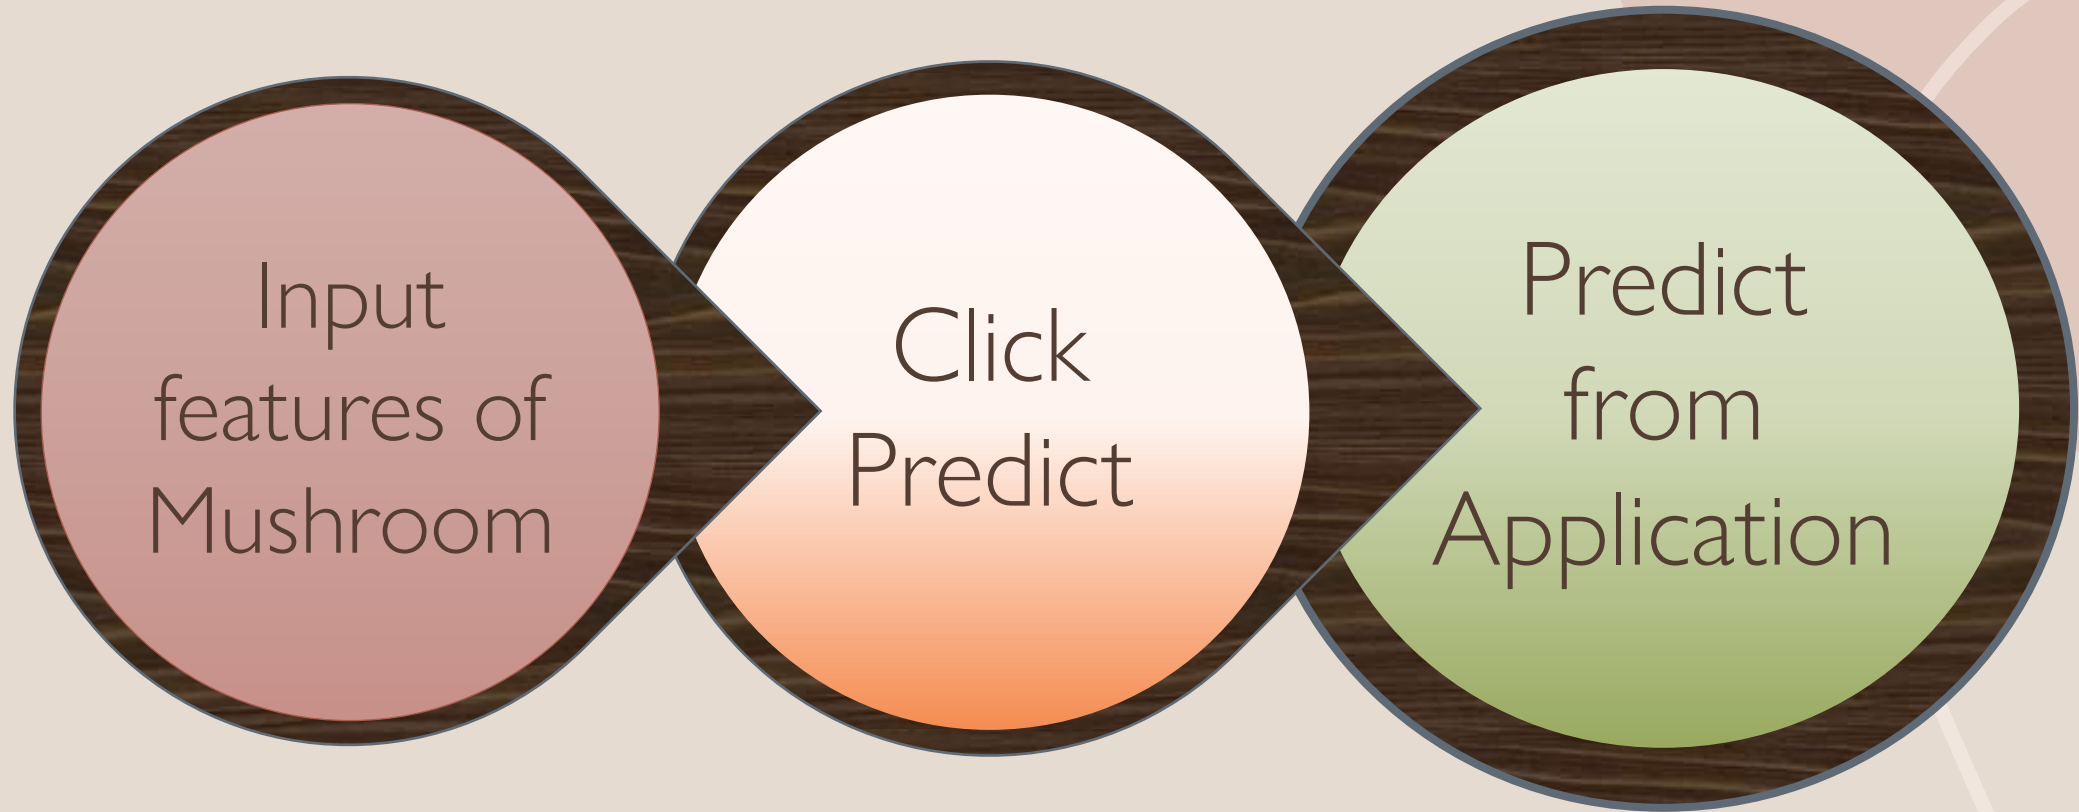 Input
features of
Mushroom
Click
Predict
Predict
from
Application